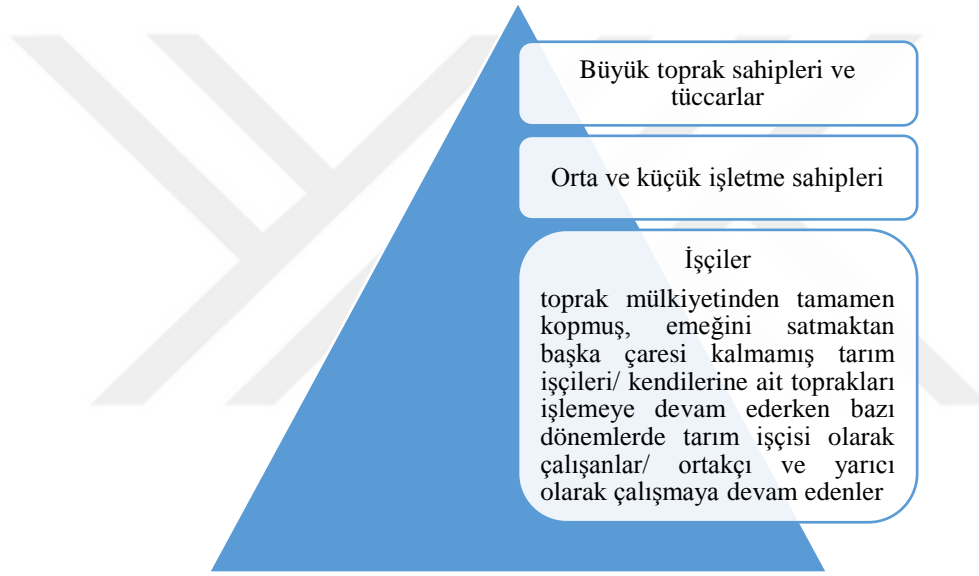 Büyük toprak sahipleri ve
tüccarlar
Orta ve küçük işletme sahipleri
İşçiler
toprak mülkiyetinden tamamen
kopmuş, emeğini satmaktan
başka çaresi kalmamış tarım
işçileri/ kendilerine ait toprakları
işlemeye devam ederken bazı
dönemlerde tarım işçisi olarak
çalışanlar/ ortakçı ve yarıcı
olarak çalışmaya devam edenler